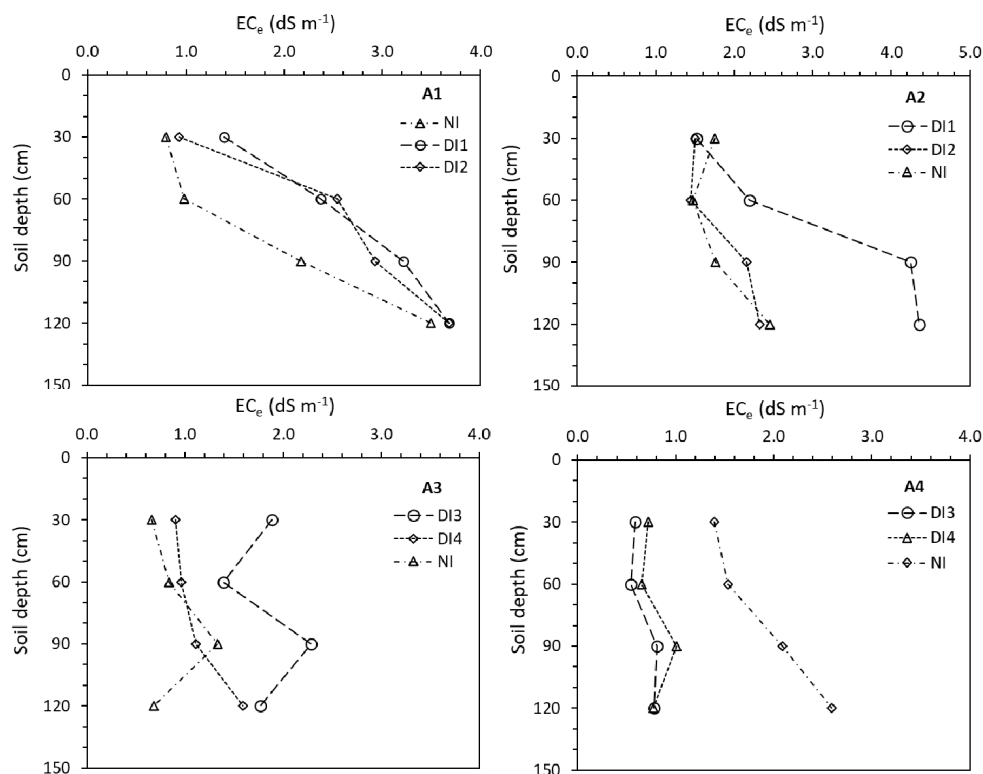 ECe (dS m-1)
0.0 1.0 2.0 3.0 4.0
0
30
60
90
120
150
Soil depth (cm)
A1
NI
DI1
DI2
ECe (dS m-1)
0.0 1.0 2.0 3.0 4.0 5.0
0
30
60
90
120
150
Soil depth (cm)
A2
DI1
DI2
NI
ECe (dS m-1)
0.0 1.0 2.0 3.0 4.0
0
30
60
90
120
150
Soil depth (cm)
A3
DI3
DI4
NI
ECe (dS m-1)
0.0 1.0 2.0 3.0 4.0
0
30
60
90
120
150
Soil depth (cm)
A4
DI3
DI4
NI